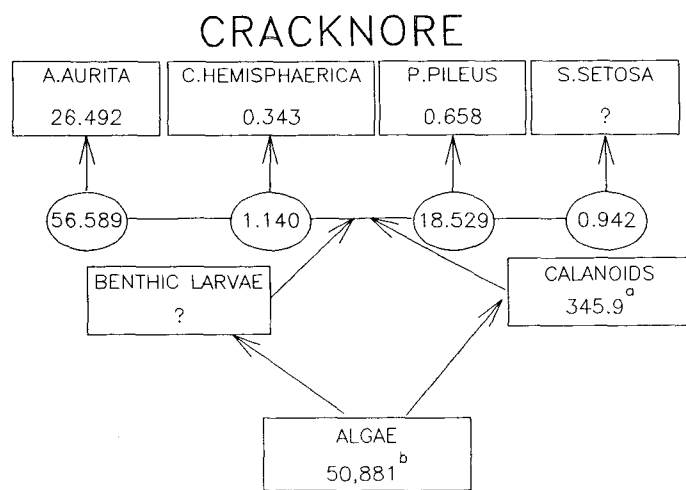 CRACKNORE
A.AURITA
26.492
C.HEMISPHAERICA
0.343
P.PILEUS
0.658
S.SETOSA
?
56.589
1.140
18.529
0.942
BENTHIC LARVAE
?
CALANOIDS
345.9a
ALGAE
50,881b